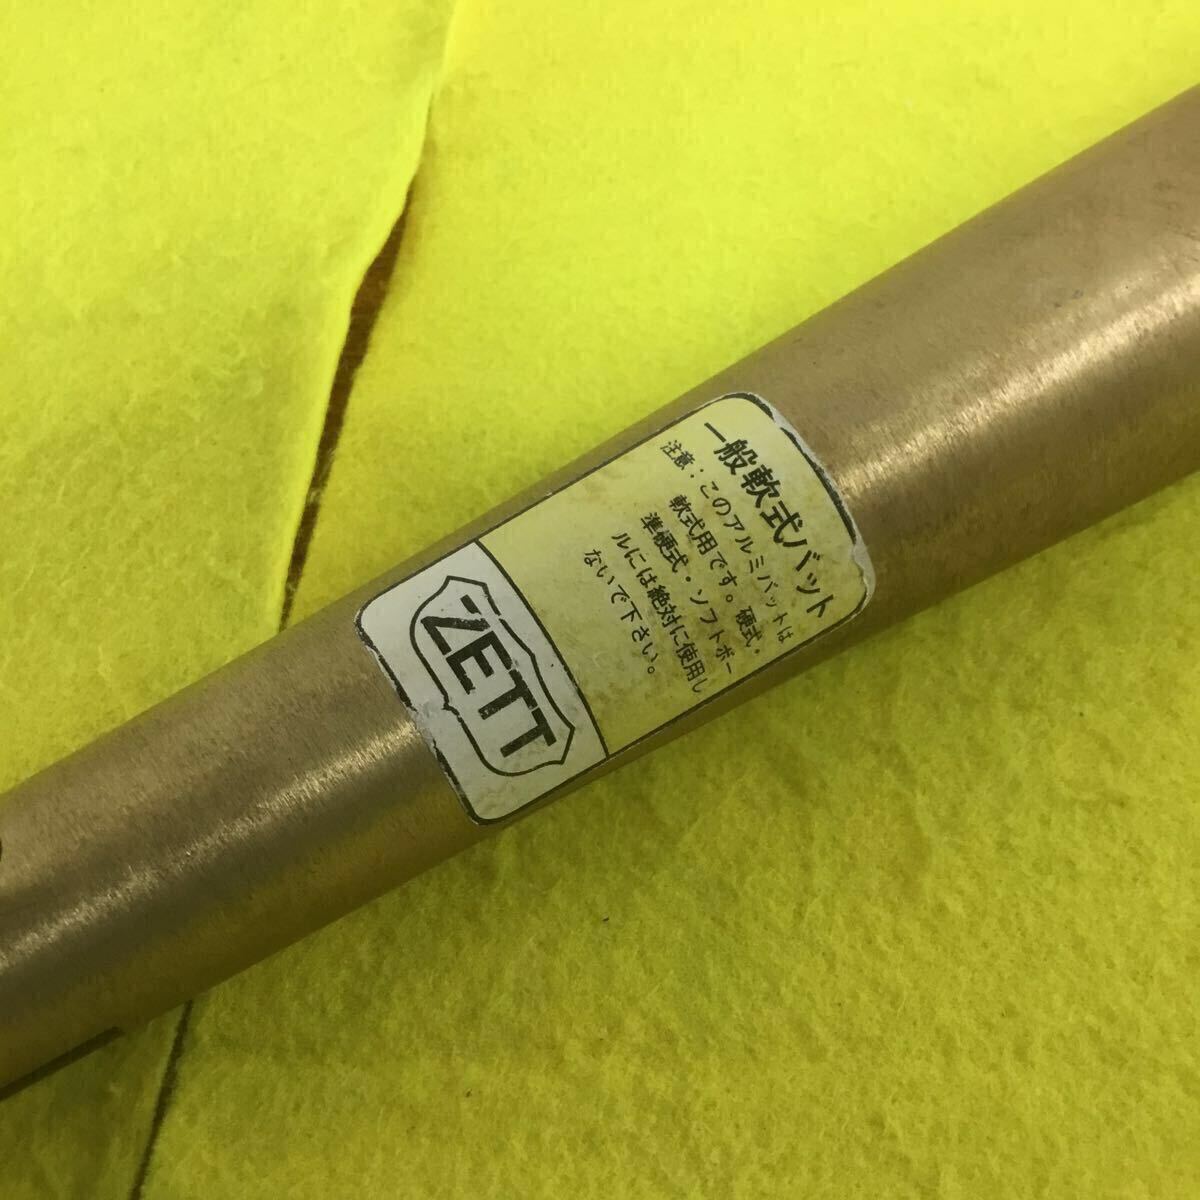 一般軟式バット
注意：このアルミバットは
軟式用です。硬式・
準硬式・ソフトボー
ルには絶対に使用し
ないで下さい。
ZETT